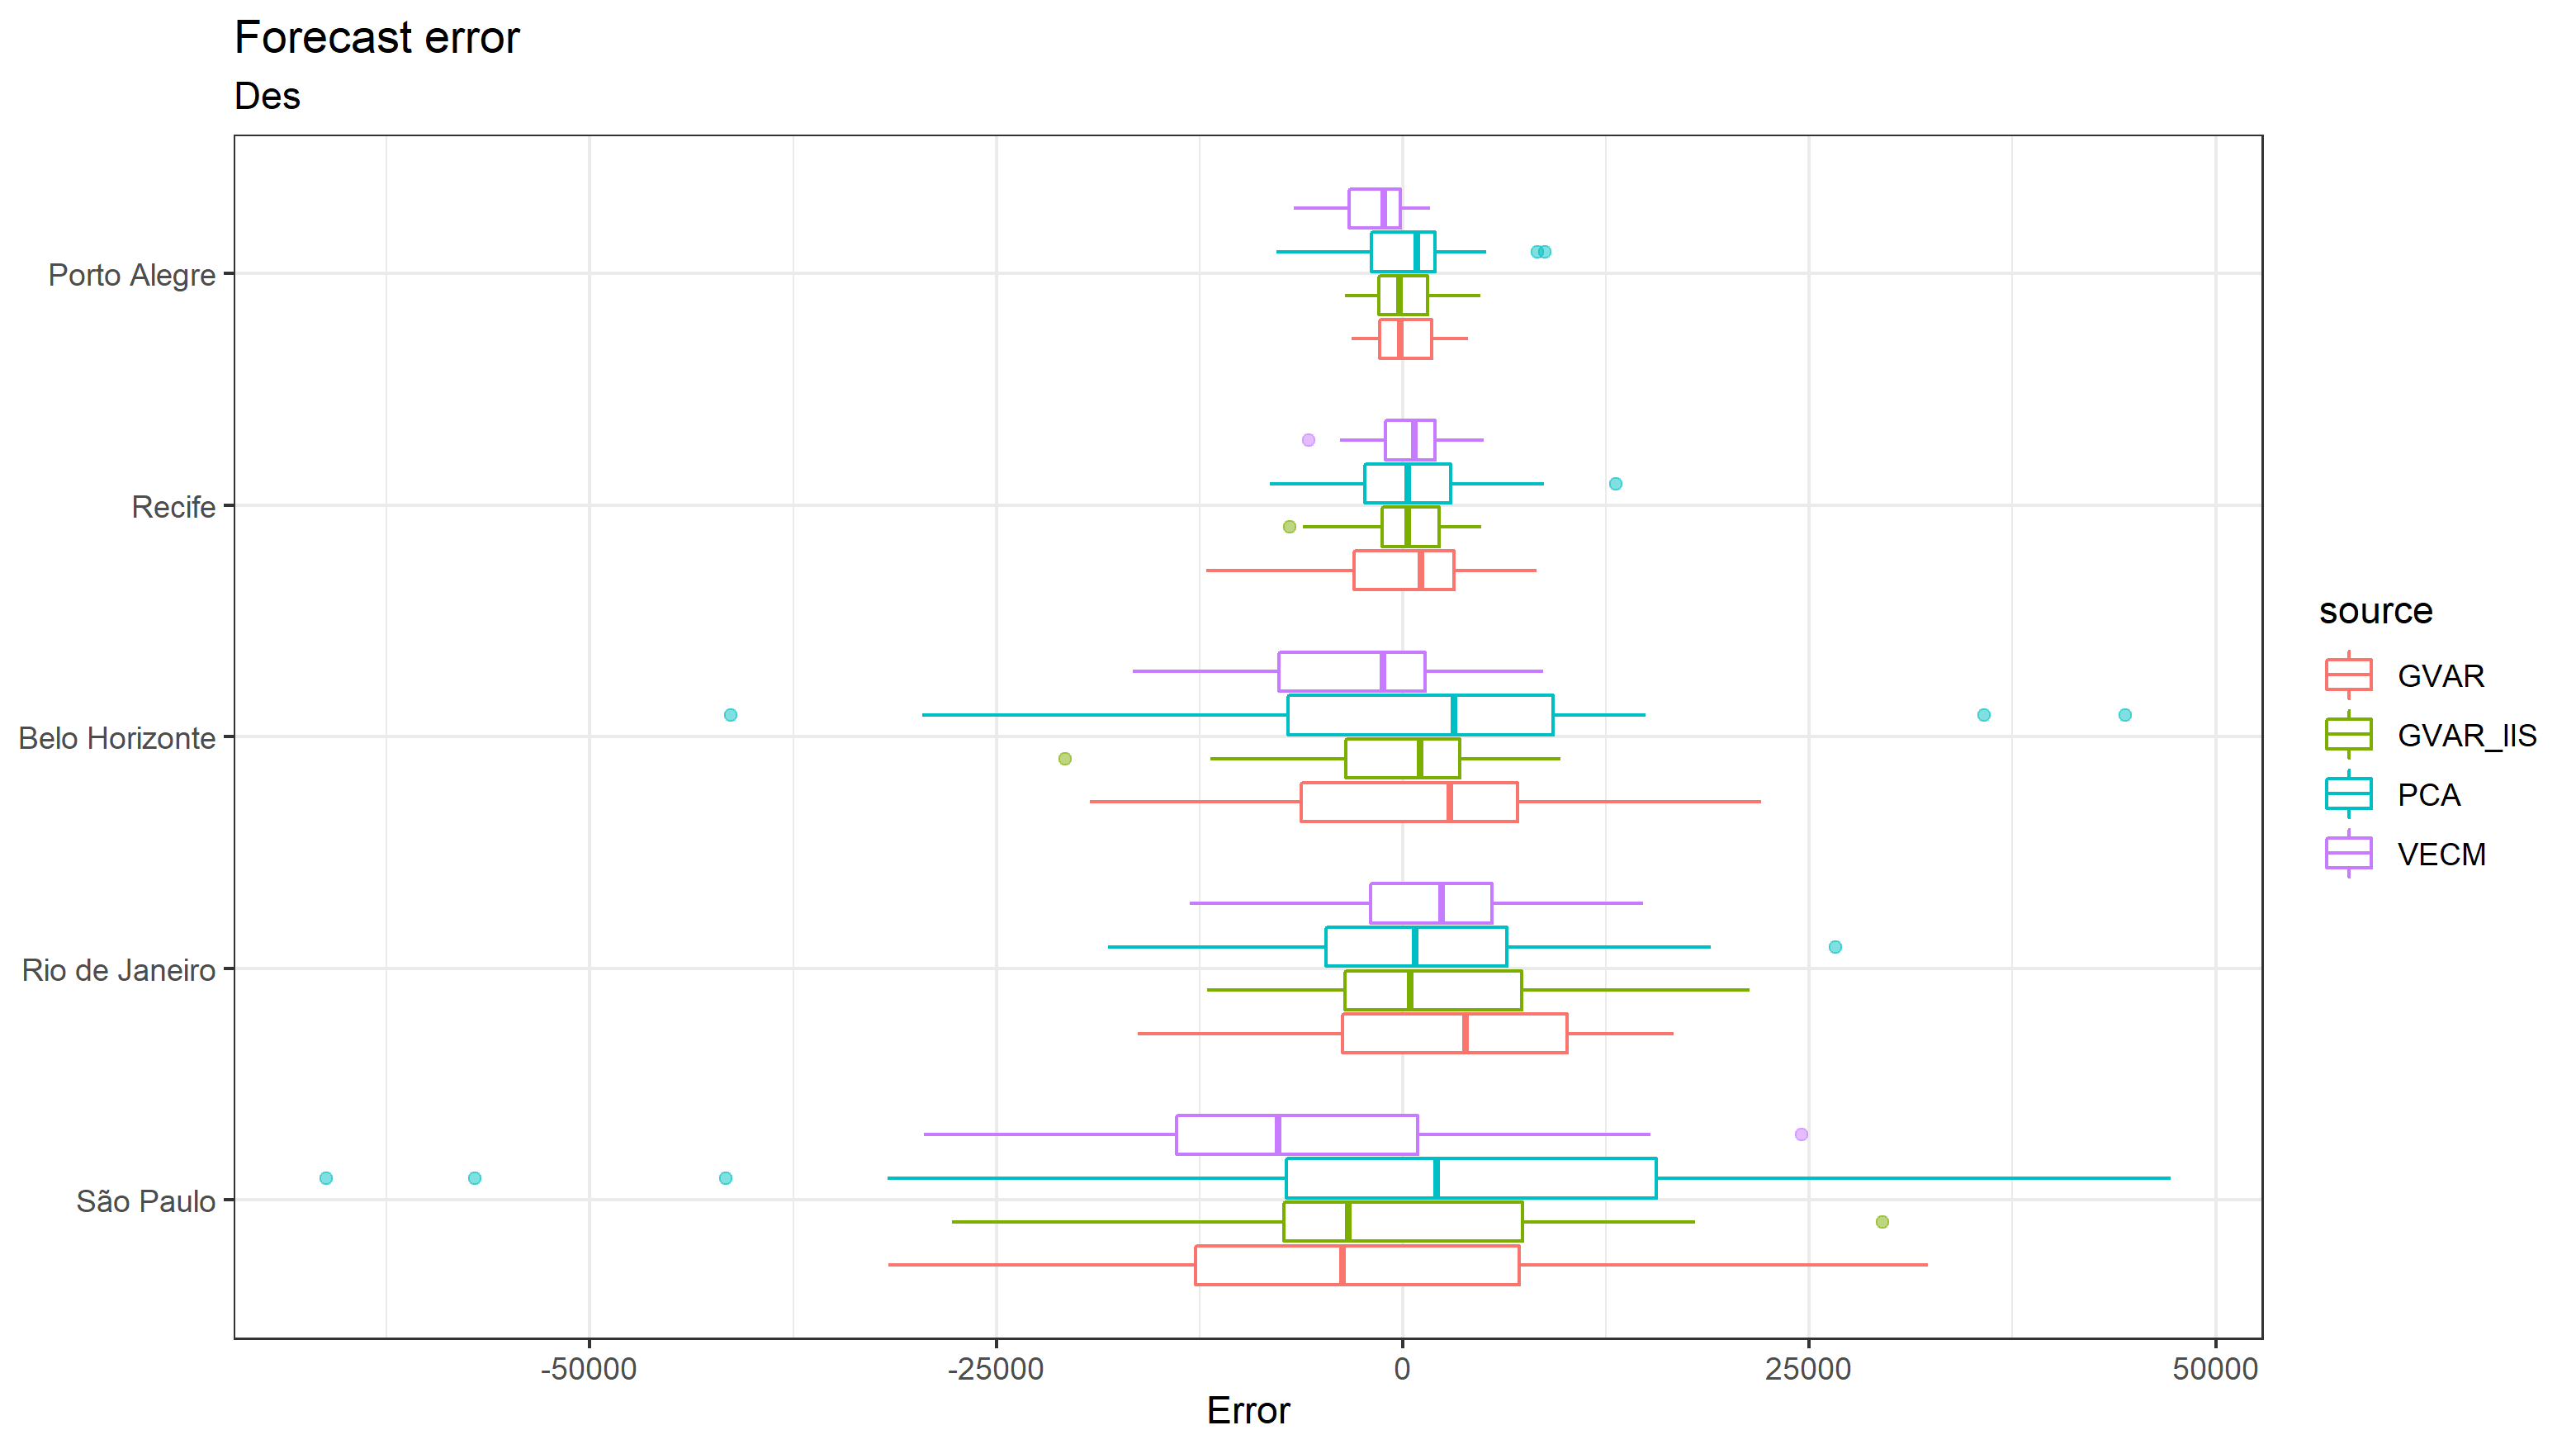 Forecast error
Des
Porto Alegre
Recife
Belo Horizonte
Rio de Janeiro
São Paulo
-50000
-25000
0
25000
50000
Error
source
GVAR
GVAR_IIS
PCA
VECM